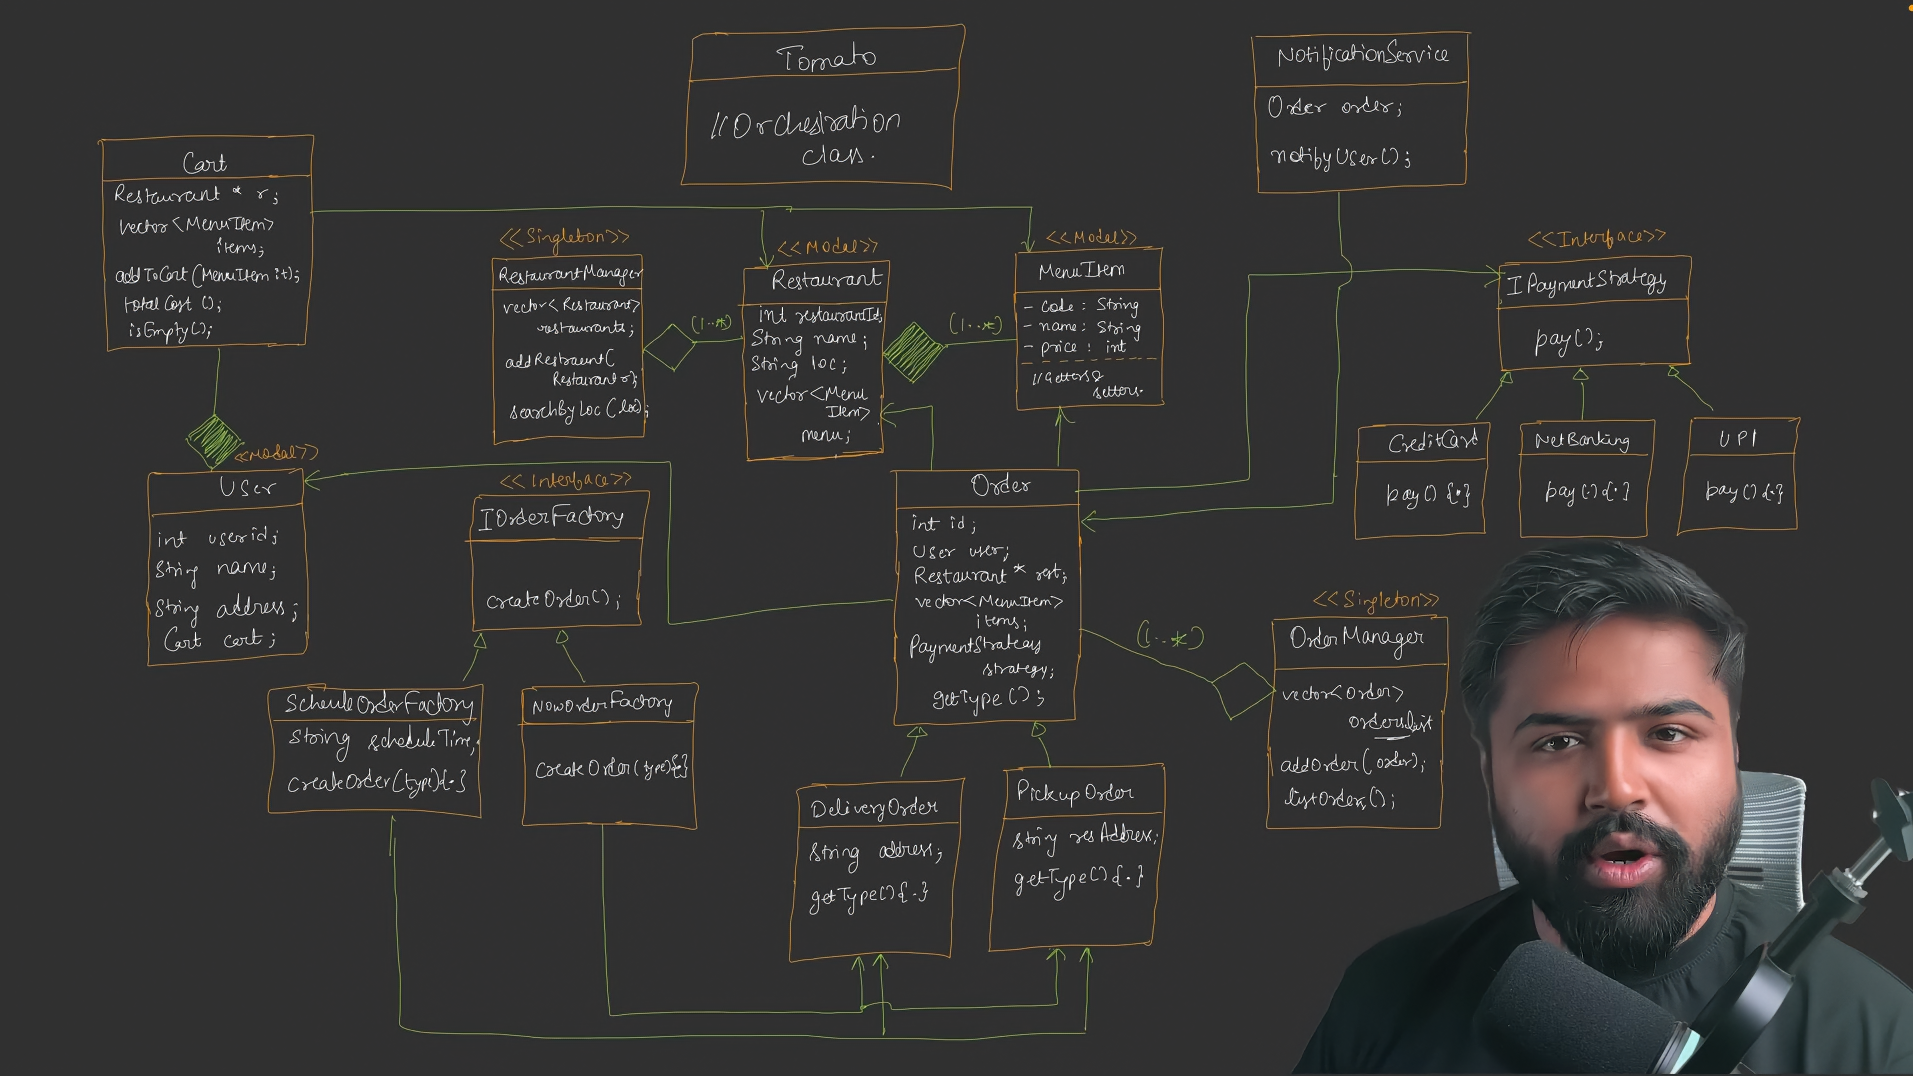 Tomato
//Orchestration
class.
NotificationService
Order order;
notifyUser();
Cart
Restaurant * r;
vector<MenuItem>
items;
addToCart(MenuItem it);
totalCost();
isEmpty();
<<Singleton>>
RestaurantManager
vector<Restaurant>
restaurants;
addRestraunt(
Restaurant r);
searchByLoc(loc);
(1..*)
<<Model>>
Restaurant
int restaurantId;
String name;
String loc;
vector<Menu
Item>
menu;
(1..*)
<<Model>>
MenuItem
- code : String
- name : String
- price : int
//Getters &
setters.
<<Interface>>
IPaymentStrategy
pay();
CreditCard
pay() {.}
NetBanking
pay() {.}
UPI
pay() {.}
<<Model>>
User
int userid;
String name;
String address;
Cart cart;
<<Interface>>
IOrderFactory
createOrder();
ScheuleOrderFactory
String scheduleTime;
createOrder(type){.}
NowOrderFactory
createOrder(type){.}
Order
int id;
User user;
Restaurant * rest;
vector<MenuItem>
items;
PaymentStrategy
strategy;
getType();
DeliveryOrder
String address;
getType(){.}
PickupOrder
String resAddress;
getType(){.}
(1..*)
<<Singleton>>
OrderManager
vector<Order>
ordersList
addOrder(order);
listOrders();